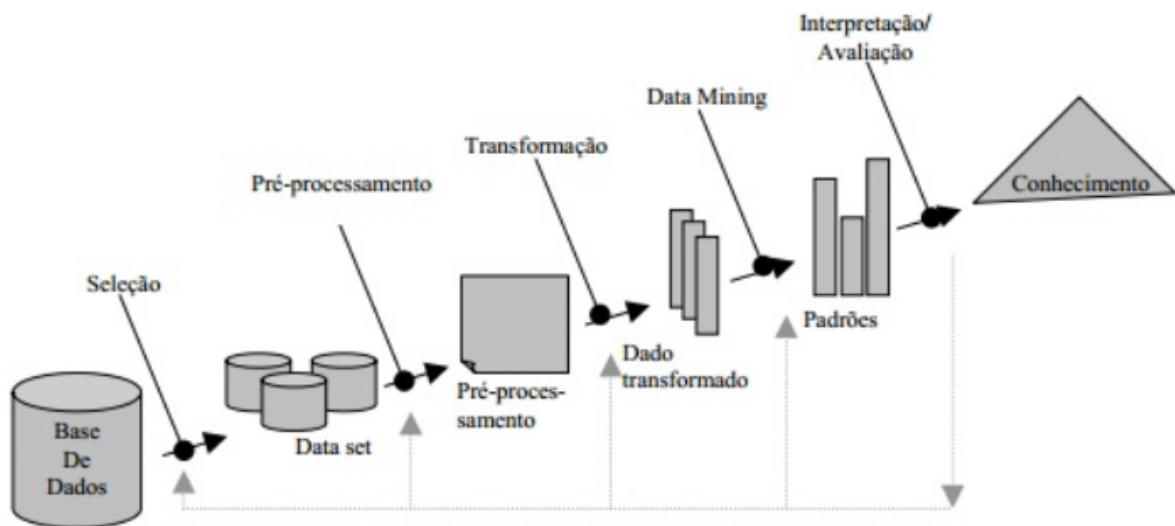 Interpretação/
Avaliação
Data Mining
Transformação
Pré-processamento
Seleção
Conhecimento
Padrões
Dado
transformado
Pré-proces-
samento
Data set
Base
De
Dados